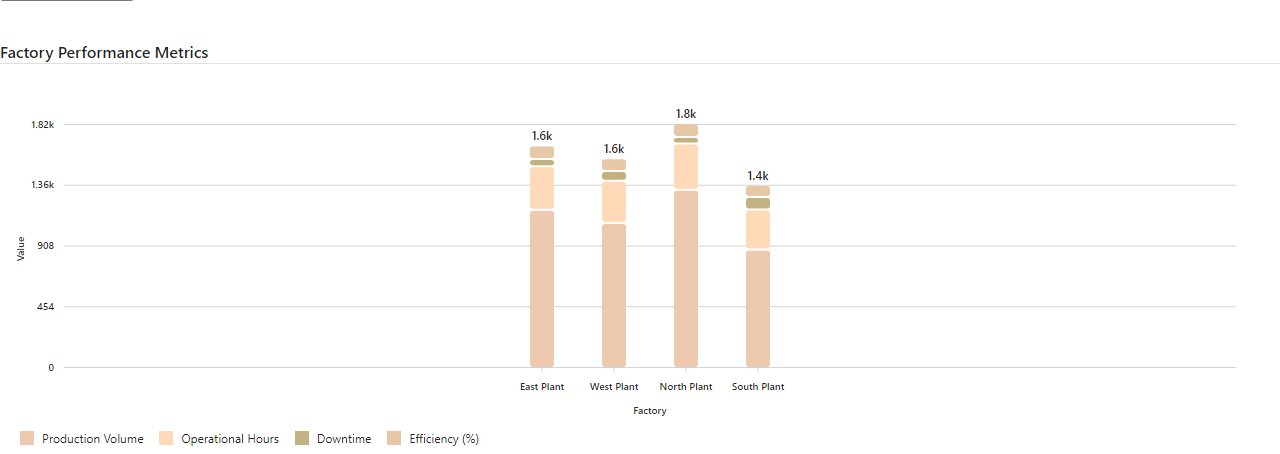 Factory Performance Metrics
1.82k
1.36k
908
454
0
Value
1.6k
1.6k
1.8k
1.4k
East Plant
West Plant
North Plant
South Plant
Factory
Production Volume
Operational Hours
Downtime
Efficiency (%)